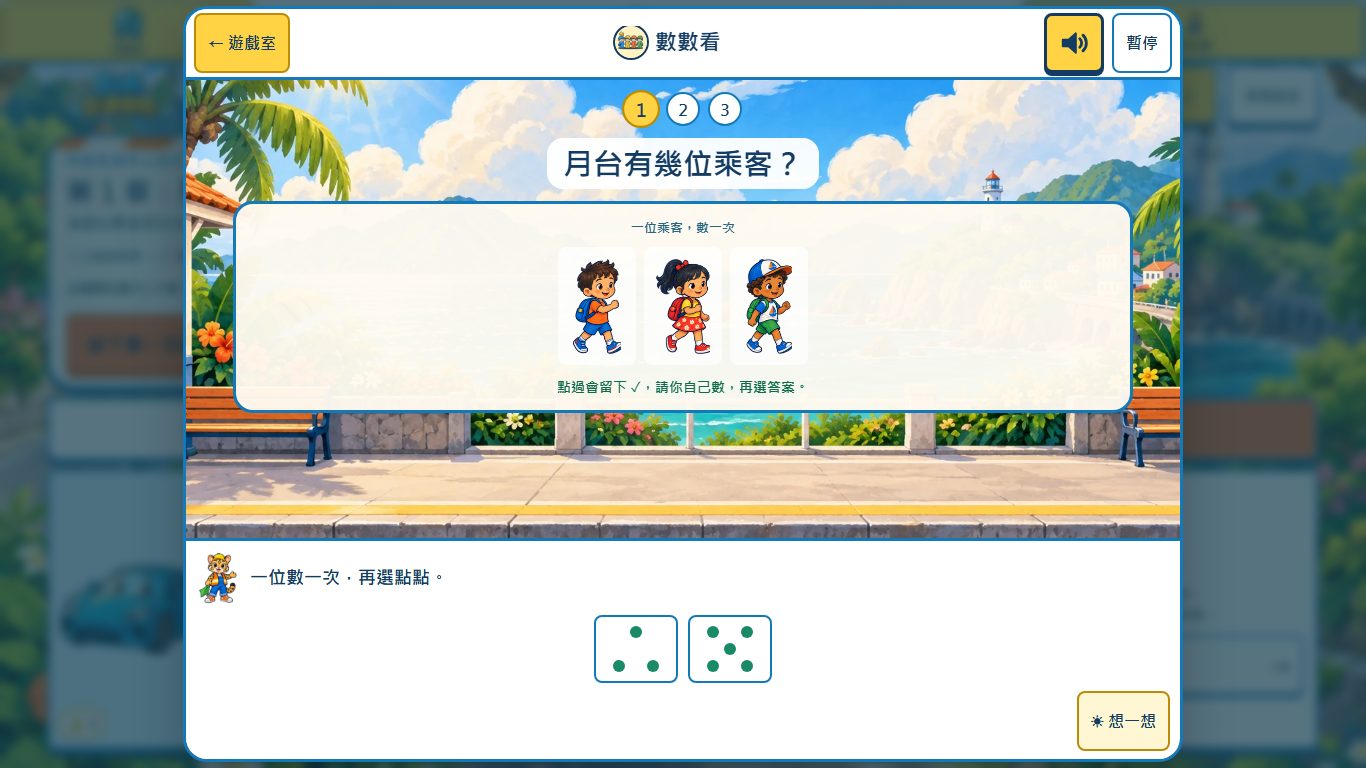 ← 遊戲室
數數看
暫停
1 2 3
月台有幾位乘客？
一位乘客，數一次
點過會留下 ✓，請你自己數，再選答案。
一位數一次．再選點點。
☀ 想一想